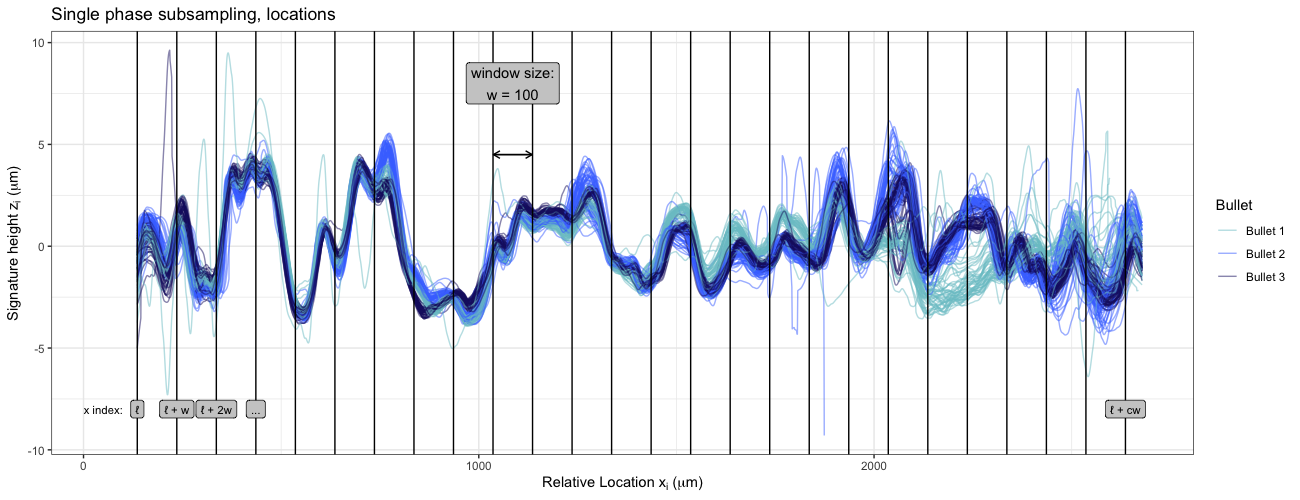 Single phase subsampling, locations
10
5
0
-5
-10
Signature height zᵢ (μm)
window size:
w = 100
x index:
ℓ
ℓ + w
ℓ + 2w
...
ℓ + cw
0
1000
2000
Relative Location xᵢ (μm)
Bullet
Bullet 1
Bullet 2
Bullet 3